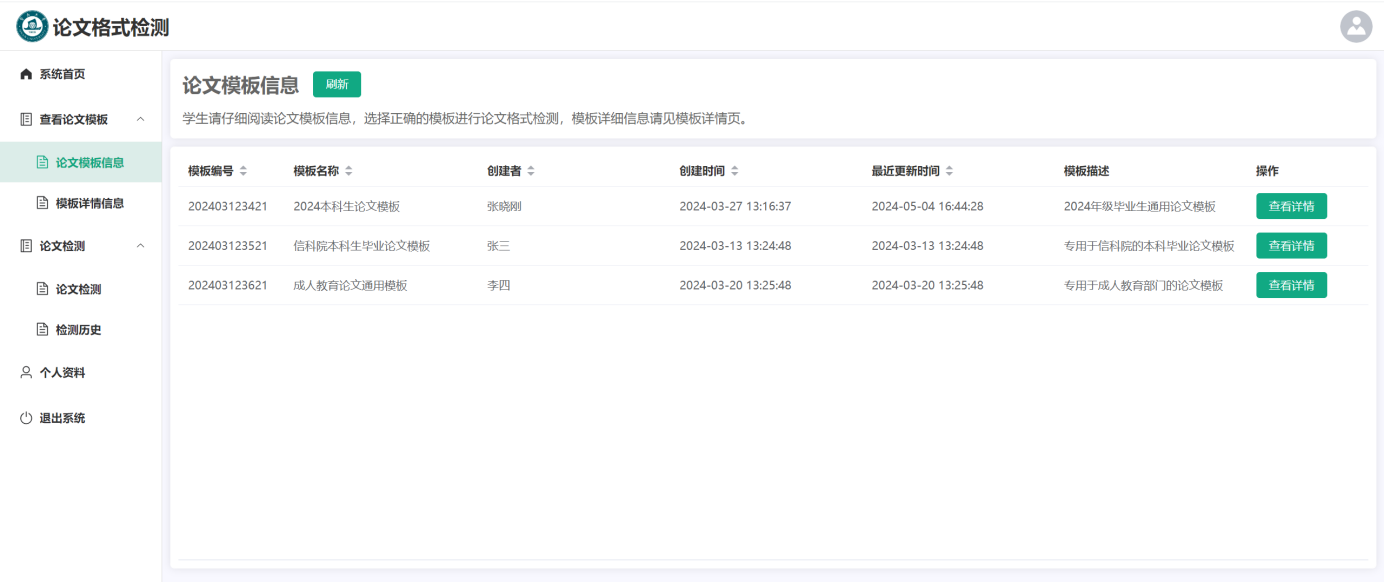 论文格式检测
系统首页
查看论文模板
论文模板信息
模板详情信息
论文检测
论文检测
检测历史
个人资料
退出系统
论文模板信息 刷新
学生请仔细阅读论文模板信息，选择正确的模板进行论文格式检测，模板详细信息请见模板详情页。
模板编号 模板名称 创建者 创建时间 最近更新时间 模板描述 操作
202403123421 2024本科生论文模板 张晓刚 2024-03-27 13:16:37 2024-05-04 16:44:28 2024年级毕业生通用论文模板 查看详情
202403123521 信科院本科生毕业论文模板 张三 2024-03-13 13:24:48 2024-03-13 13:24:48 专用于信科院的本科毕业论文模板 查看详情
202403123621 成人教育论文通用模板 李四 2024-03-20 13:25:48 2024-03-20 13:25:48 专用于成人教育部门的论文模板 查看详情